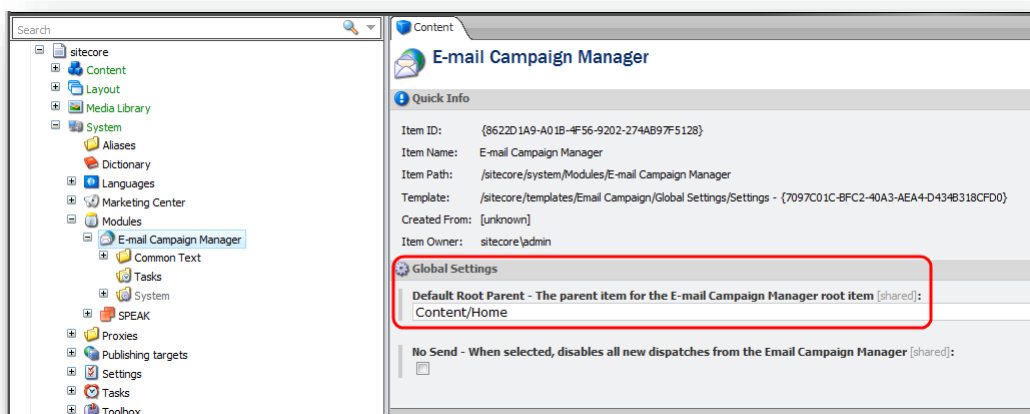 Search
sitecore
Content
Layout
Media Library
System
Aliases
Dictionary
Languages
Marketing Center
Modules
E-mail Campaign Manager
Common Text
Tasks
System
SPEAK
Proxies
Publishing targets
Settings
Tasks
Toolbox
Content
E-mail Campaign Manager
Quick Info
Item ID: {8622D1A9-A01B-4F56-9202-274AB97F5128}
Item Name: E-mail Campaign Manager
Item Path: /sitecore/system/Modules/E-mail Campaign Manager
Template: /sitecore/templates/Email Campaign/Global Settings/Settings - {7097C01C-BFC2-40A3-AEA4-D434B318CFD0}
Created From: [unknown]
Item Owner: sitecore\admin
Global Settings
Default Root Parent - The parent item for the E-mail Campaign Manager root item [shared]:
Content/Home
No Send - When selected, disables all new dispatches from the Email Campaign Manager [shared]: